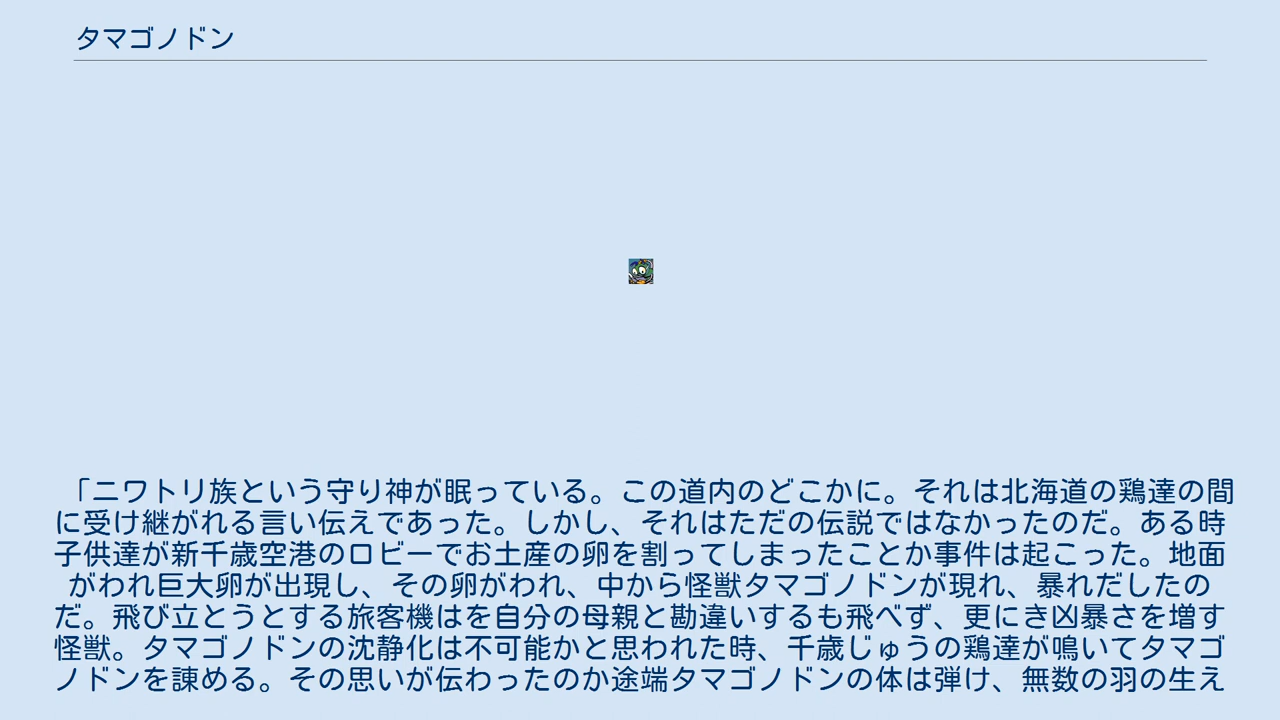 タマゴノドン
「ニワトリ族という守り神が眠っている。この道内のどこかに。それは北海道の鶏達の間
に受け継がれる言い伝えであった。しかし、それはただの伝説ではなかったのだ。ある時
子供達が新千歳空港のロビーでお土産の卵を割ってしまったことか事件は起こった。地面
がわれ巨大卵が出現し、その卵がわれ、中から怪獣タマゴノドンが現れ、暴れだしたの
だ。飛び立とうとする旅客機はを自分の母親と勘違いするも飛べず、更にき凶暴さを増す
怪獣。タマゴノドンの沈静化は不可能かと思われた時、千歳じゅうの鶏達が鳴いてタマゴ
ノドンを諫める。その思いが伝わったのか途端タマゴノドンの体は弾け、無数の羽の生え